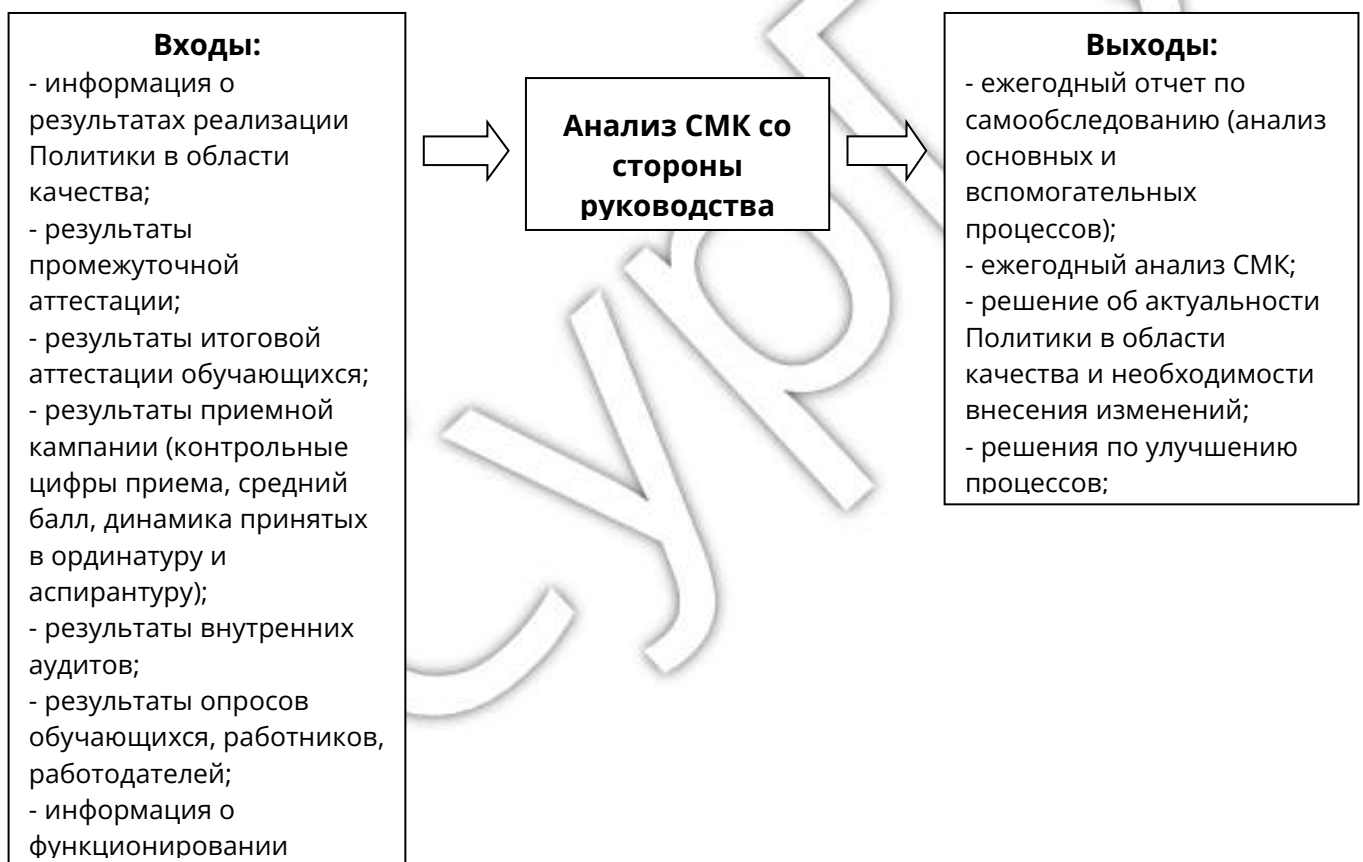 Входы:
- информация о
результатах реализации
Политики в области
качества;
- результаты
промежуточной
аттестации;
- результаты итоговой
аттестации обучающихся;
- результаты приемной
кампании (контрольные
цифры приема, средний
балл, динамика принятых
в ординатуру и
аспирантуру);
- результаты внутренних
аудитов;
- результаты опросов
обучающихся, работников,
работодателей;
- информация о
функционировании
Анализ СМК со
стороны
руководства
Выходы:
- ежегодный отчет по
самообследованию (анализ
основных и
вспомогательных
процессов);
- ежегодный анализ СМК;
- решение об актуальности
Политики в области
качества и необходимости
внесения изменений;
- решения по улучшению
процессов;